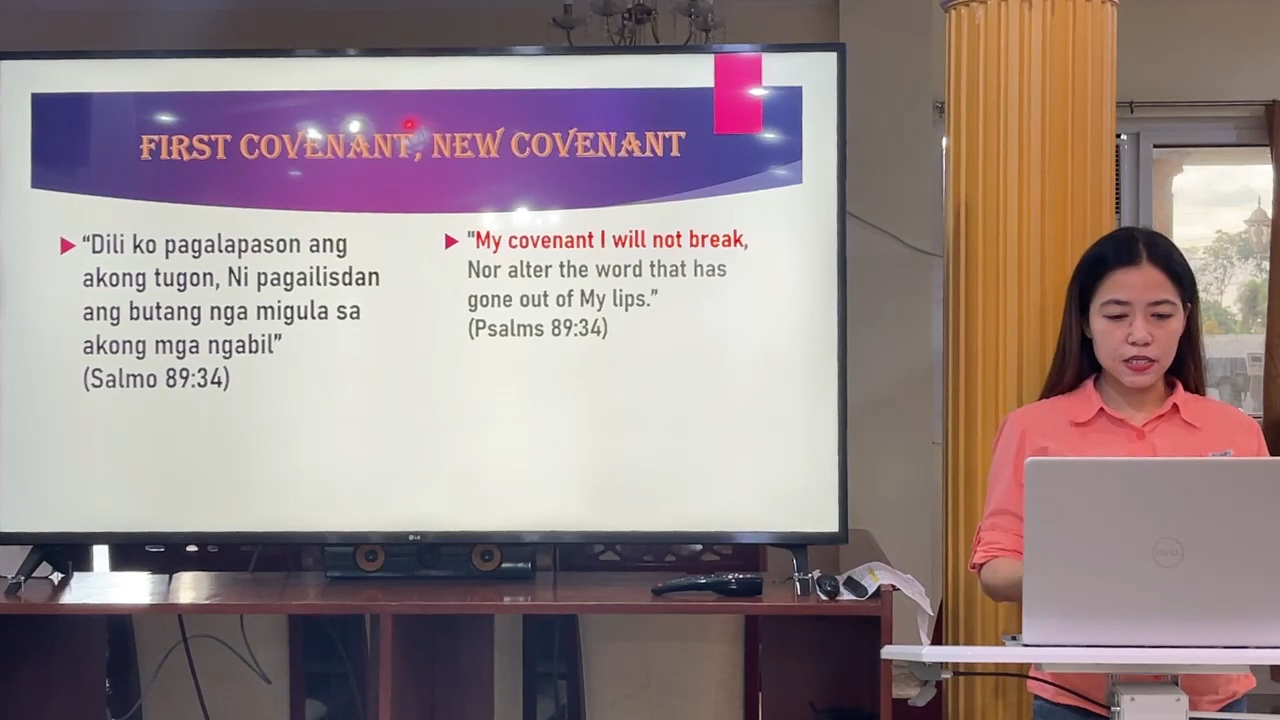 FIRST COVENANT, NEW COVENANT
“Dili ko pagalapason ang
akong tugon, Ni pagailisdan
ang butang nga migula sa
akong mga ngabil”
(Salmo 89:34)
"My covenant I will not break,
Nor alter the word that has
gone out of My lips.”
(Psalms 89:34)
LG
DELL